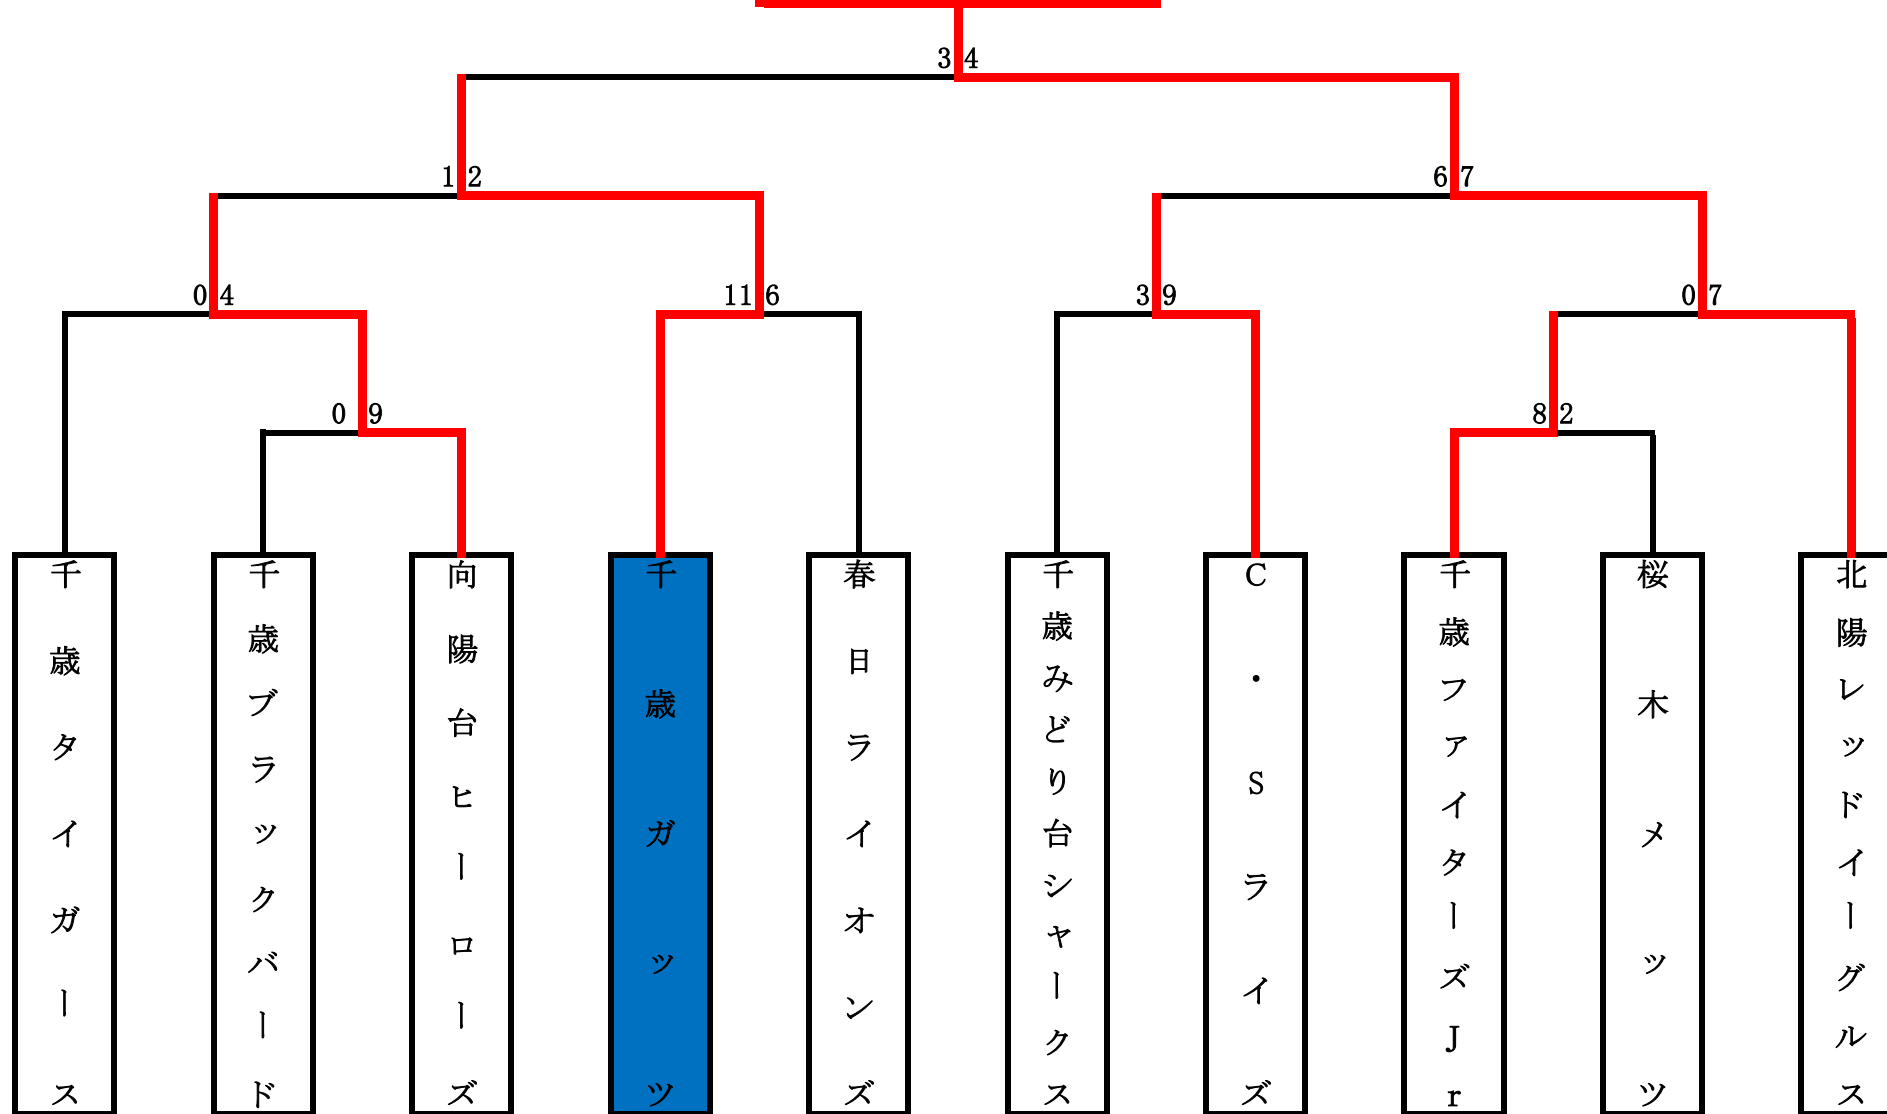 3 4
1 2
6 7
0 4
11 6
3 9
0 7
0 9
8 2
千歳タイガース
千歳ブラックバード
向陽台ヒーローズ
千歳ガッツ
春日ライオンズ
千歳みどり台シャークス
C・Sライズ
千歳ファイターズJr
桜木メッツ
北陽レッドイーグルス